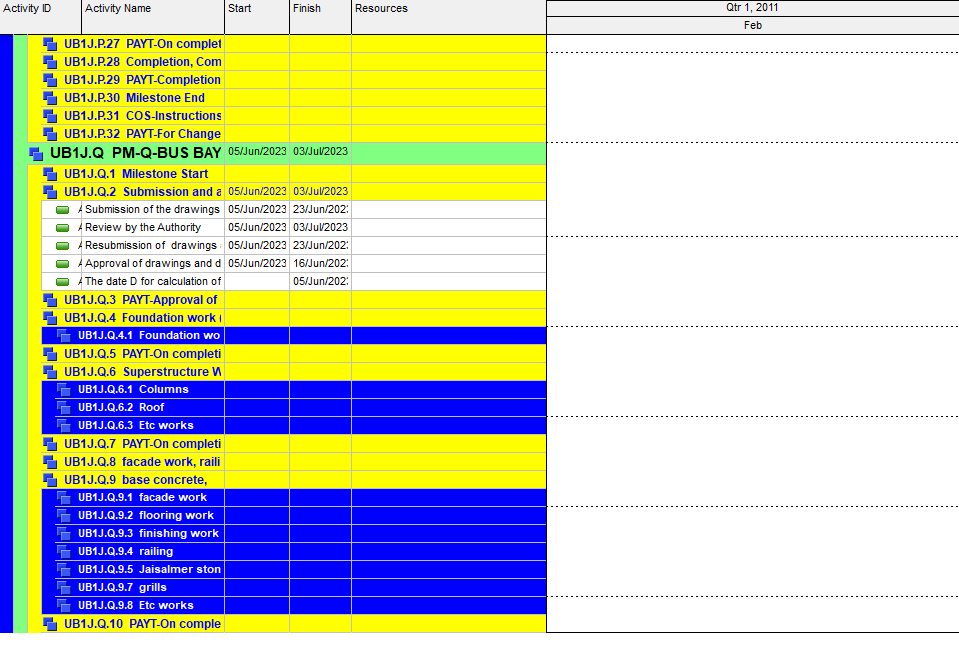 Activity ID Activity Name Start Finish Resources Qtr 1, 2011
Feb
UB1J.P.27 PAYT-On complet
UB1J.P.28 Completion, Com
UB1J.P.29 PAYT-Completion
UB1J.P.30 Milestone End
UB1J.P.31 COS-Instructions
UB1J.P.32 PAYT-For Change
UB1J.Q PM-Q-BUS BAY 05/Jun/2023 03/Jul/2023
UB1J.Q.1 Milestone Start
UB1J.Q.2 Submission and a 05/Jun/2023 03/Jul/2023
Submission of the drawings 05/Jun/2023 23/Jun/202
Review by the Authority 05/Jun/2023 03/Jul/2023
Resubmission of drawings 05/Jun/2023 23/Jun/202
Approval of drawings and d 05/Jun/2023 16/Jun/202
The date D for calculation of 05/Jun/202
UB1J.Q.3 PAYT-Approval of
UB1J.Q.4 Foundation work (
UB1J.Q.4.1 Foundation wo
UB1J.Q.5 PAYT-On completi
UB1J.Q.6 Superstructure W
UB1J.Q.6.1 Columns
UB1J.Q.6.2 Roof
UB1J.Q.6.3 Etc works
UB1J.Q.7 PAYT-On completi
UB1J.Q.8 facade work, raili
UB1J.Q.9 base concrete,
UB1J.Q.9.1 facade work
UB1J.Q.9.2 flooring work
UB1J.Q.9.3 finishing work
UB1J.Q.9.4 railing
UB1J.Q.9.5 Jaisalmer ston
UB1J.Q.9.7 grills
UB1J.Q.9.8 Etc works
UB1J.Q.10 PAYT-On comple